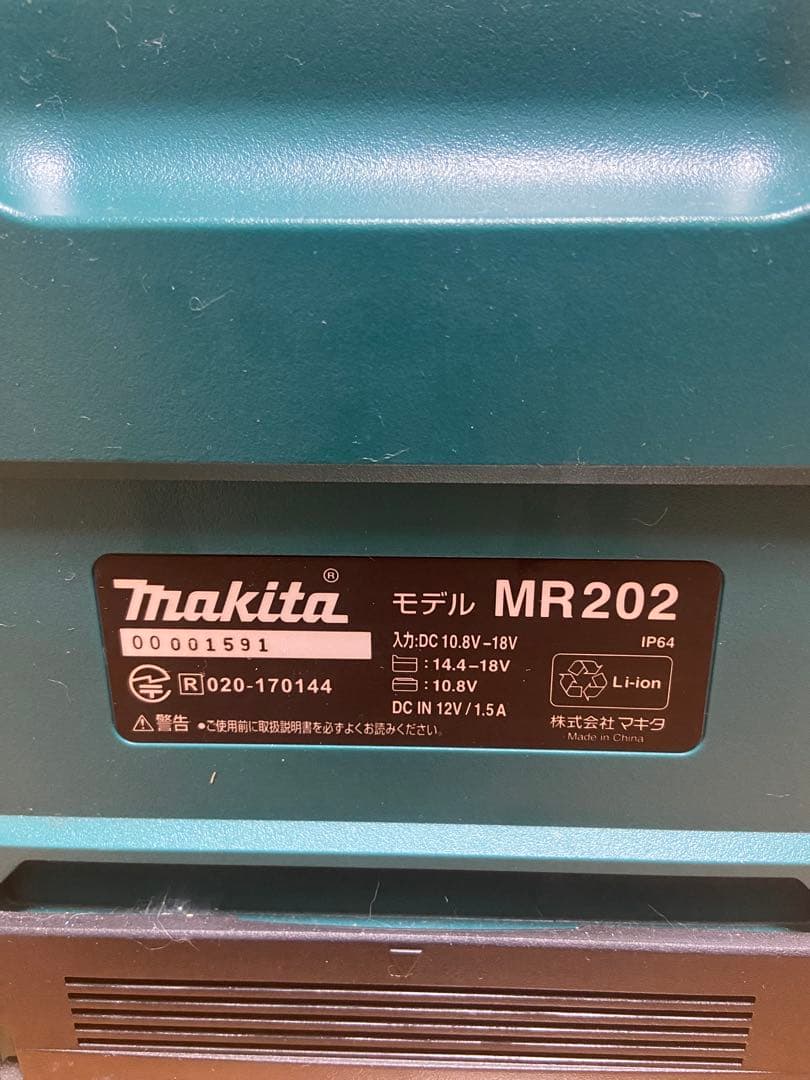 makita®
モデル MR202
00001591
入力:DC 10.8V-18V
IP64
:14.4-18V
:10.8V
Li-ion
R 020-170144
DC IN 12V / 1.5A
株式会社 マキタ
Made in China
⚠警告 ●ご使用前に取扱説明書を必ずよくお読みください。